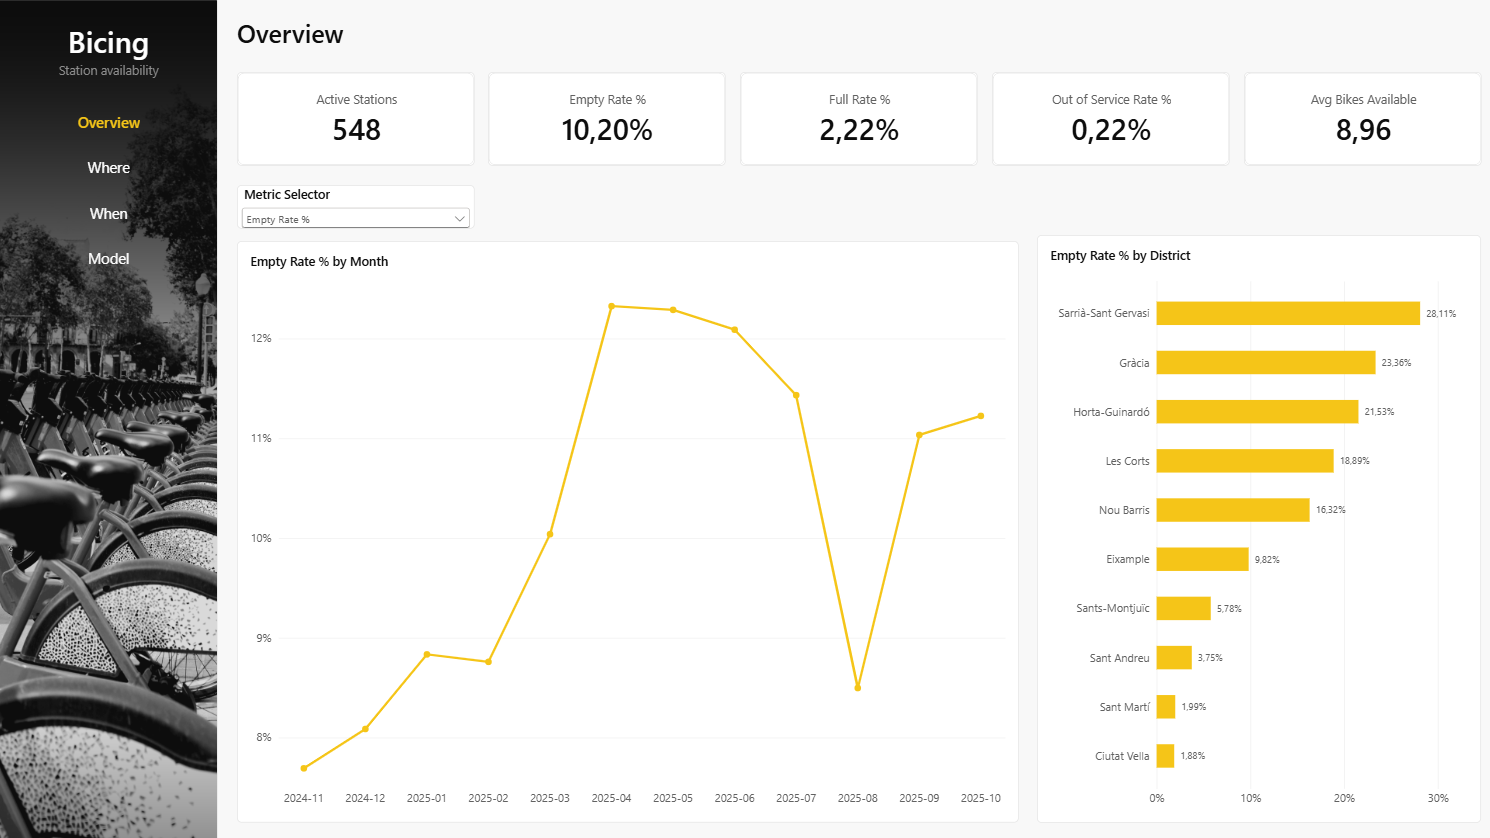 Bicing
Station availability
Overview
Where
When
Model
Overview
Active Stations
548
Empty Rate %
10,20%
Full Rate %
2,22%
Out of Service Rate %
0,22%
Avg Bikes Available
8,96
Metric Selector
Empty Rate %
Empty Rate % by Month
12%
11%
10%
9%
8%
2024-11 2024-12 2025-01 2025-02 2025-03 2025-04 2025-05 2025-06 2025-07 2025-08 2025-09 2025-10
Empty Rate % by District
Sarrià-Sant Gervasi 28,11%
Gràcia 23,36%
Horta-Guinardó 21,53%
Les Corts 18,89%
Nou Barris 16,32%
Eixample 9,82%
Sants-Montjuïc 5,78%
Sant Andreu 3,75%
Sant Martí 1,99%
Ciutat Vella 1,88%
0% 10% 20% 30%